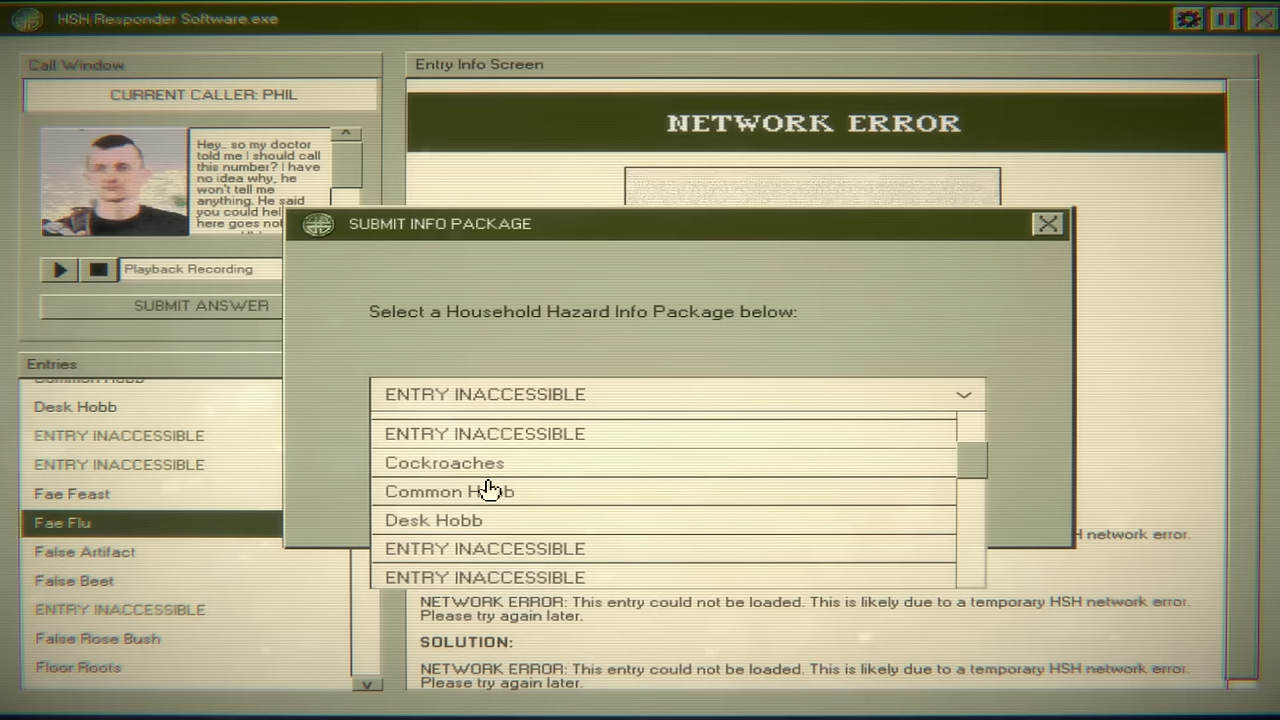 HSH Responder Software.exe
Call Window
CURRENT CALLER: PHIL
Hey.. so my doctor
told me I should call
this number? I have
no idea why, he
won't tell me
anything. He said
you could
here goes
Playback Recording
SUBMIT ANSWER
Entries
Common Hobb
Desk Hobb
ENTRY INACCESSIBLE
ENTRY INACCESSIBLE
Fae Feast
Fae Flu
False Artifact
False Beet
ENTRY INACCESSIBLE
False Rose Bush
Floor Roots
Entry Info Screen
NETWORK ERROR
SUBMIT INFO PACKAGE
Select a Household Hazard Info Package below:
ENTRY INACCESSIBLE
ENTRY INACCESSIBLE
Cockroaches
Common Hobb
Desk Hobb
ENTRY INACCESSIBLE
ENTRY INACCESSIBLE
network error.
NETWORK ERROR: This entry could not be loaded. This is likely due to a temporary HSH network error.
Please try again later.
SOLUTION:
NETWORK ERROR: This entry could not be loaded. This is likely due to a temporary HSH network error.
Please try again later.